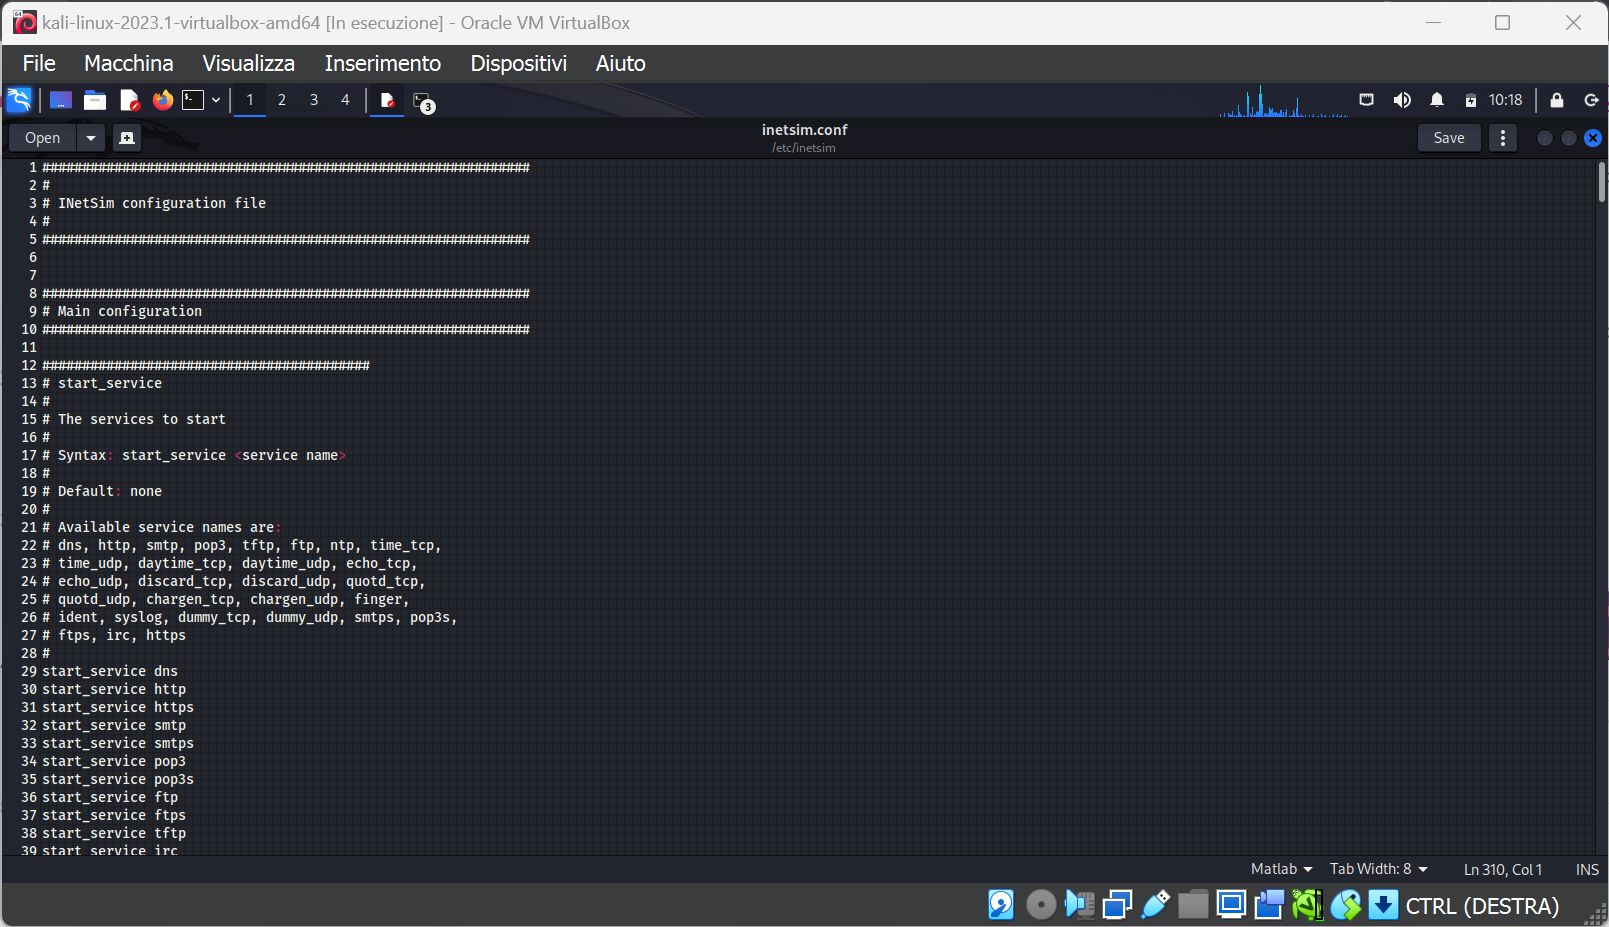 kali-linux-2023.1-virtualbox-amd64 [In esecuzione] - Oracle VM VirtualBox
File Macchina Visualizza Inserimento Dispositivi Aiuto
1 2 3 4 3 10:18
Open inetsim.conf Save
/etc/inetsim
1 #############################################################
2 #
3 # INetSim configuration file
4 #
5 #############################################################
6
7
8 #############################################################
9 # Main configuration
10 #############################################################
11
12 #########################################
13 # start_service
14 #
15 # The services to start
16 #
17 # Syntax: start_service <service name>
18 #
19 # Default: none
20 #
21 # Available service names are:
22 # dns, http, smtp, pop3, tftp, ftp, ntp, time_tcp,
23 # time_udp, daytime_tcp, daytime_udp, echo_tcp,
24 # echo_udp, discard_tcp, discard_udp, quotd_tcp,
25 # quotd_udp, chargen_tcp, chargen_udp, finger,
26 # ident, syslog, dummy_tcp, dummy_udp, smtps, pop3s,
27 # ftps, irc, https
28 #
29 start_service dns
30 start_service http
31 start_service https
32 start_service smtp
33 start_service smtps
34 start_service pop3
35 start_service pop3s
36 start_service ftp
37 start_service ftps
38 start_service tftp
39 start_service irc
Matlab Tab Width: 8 Ln 310, Col 1 INS
CTRL (DESTRA)